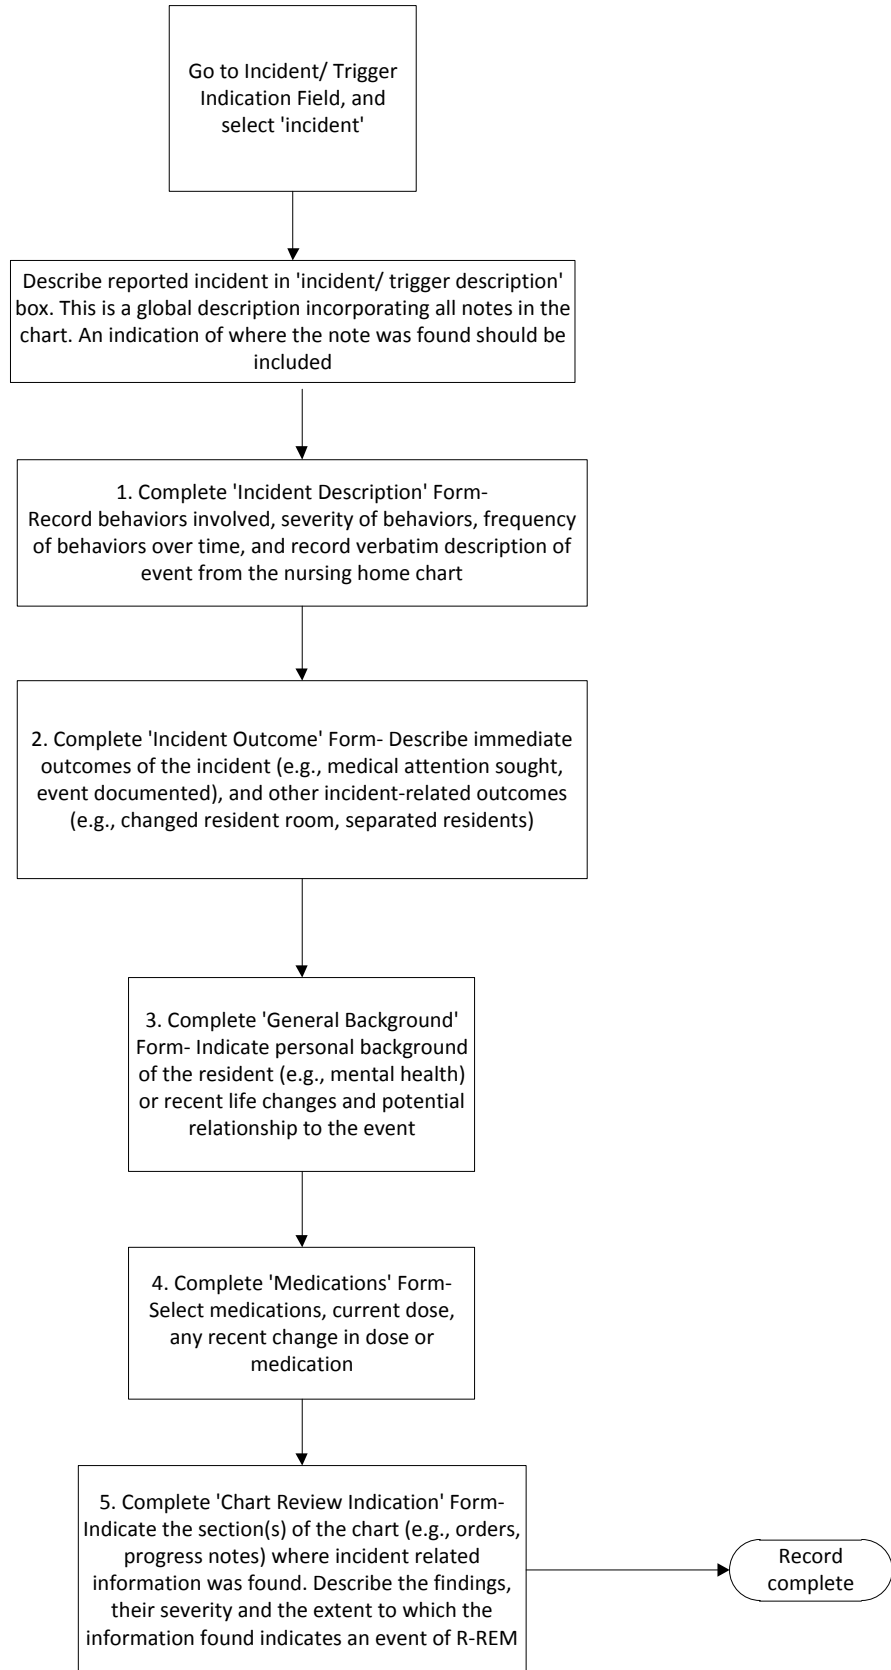 Go to Incident/ Trigger
Indication Field, and
select 'incident'
Describe reported incident in 'incident/ trigger description'
box. This is a global description incorporating all notes in the
chart. An indication of where the note was found should be
included
1. Complete 'Incident Description' Form-
Record behaviors involved, severity of behaviors, frequency
of behaviors over time, and record verbatim description of
event from the nursing home chart
2. Complete 'Incident Outcome' Form- Describe immediate
outcomes of the incident (e.g., medical attention sought,
event documented), and other incident-related outcomes
(e.g., changed resident room, separated residents)
3. Complete 'General Background'
Form- Indicate personal background
of the resident (e.g., mental health)
or recent life changes and potential
relationship to the event
4. Complete 'Medications' Form-
Select medications, current dose,
any recent change in dose or
medication
5. Complete 'Chart Review Indication' Form-
Indicate the section(s) of the chart (e.g., orders,
progress notes) where incident related
information was found. Describe the findings,
their severity and the extent to which the
information found indicates an event of R-REM
Record
complete